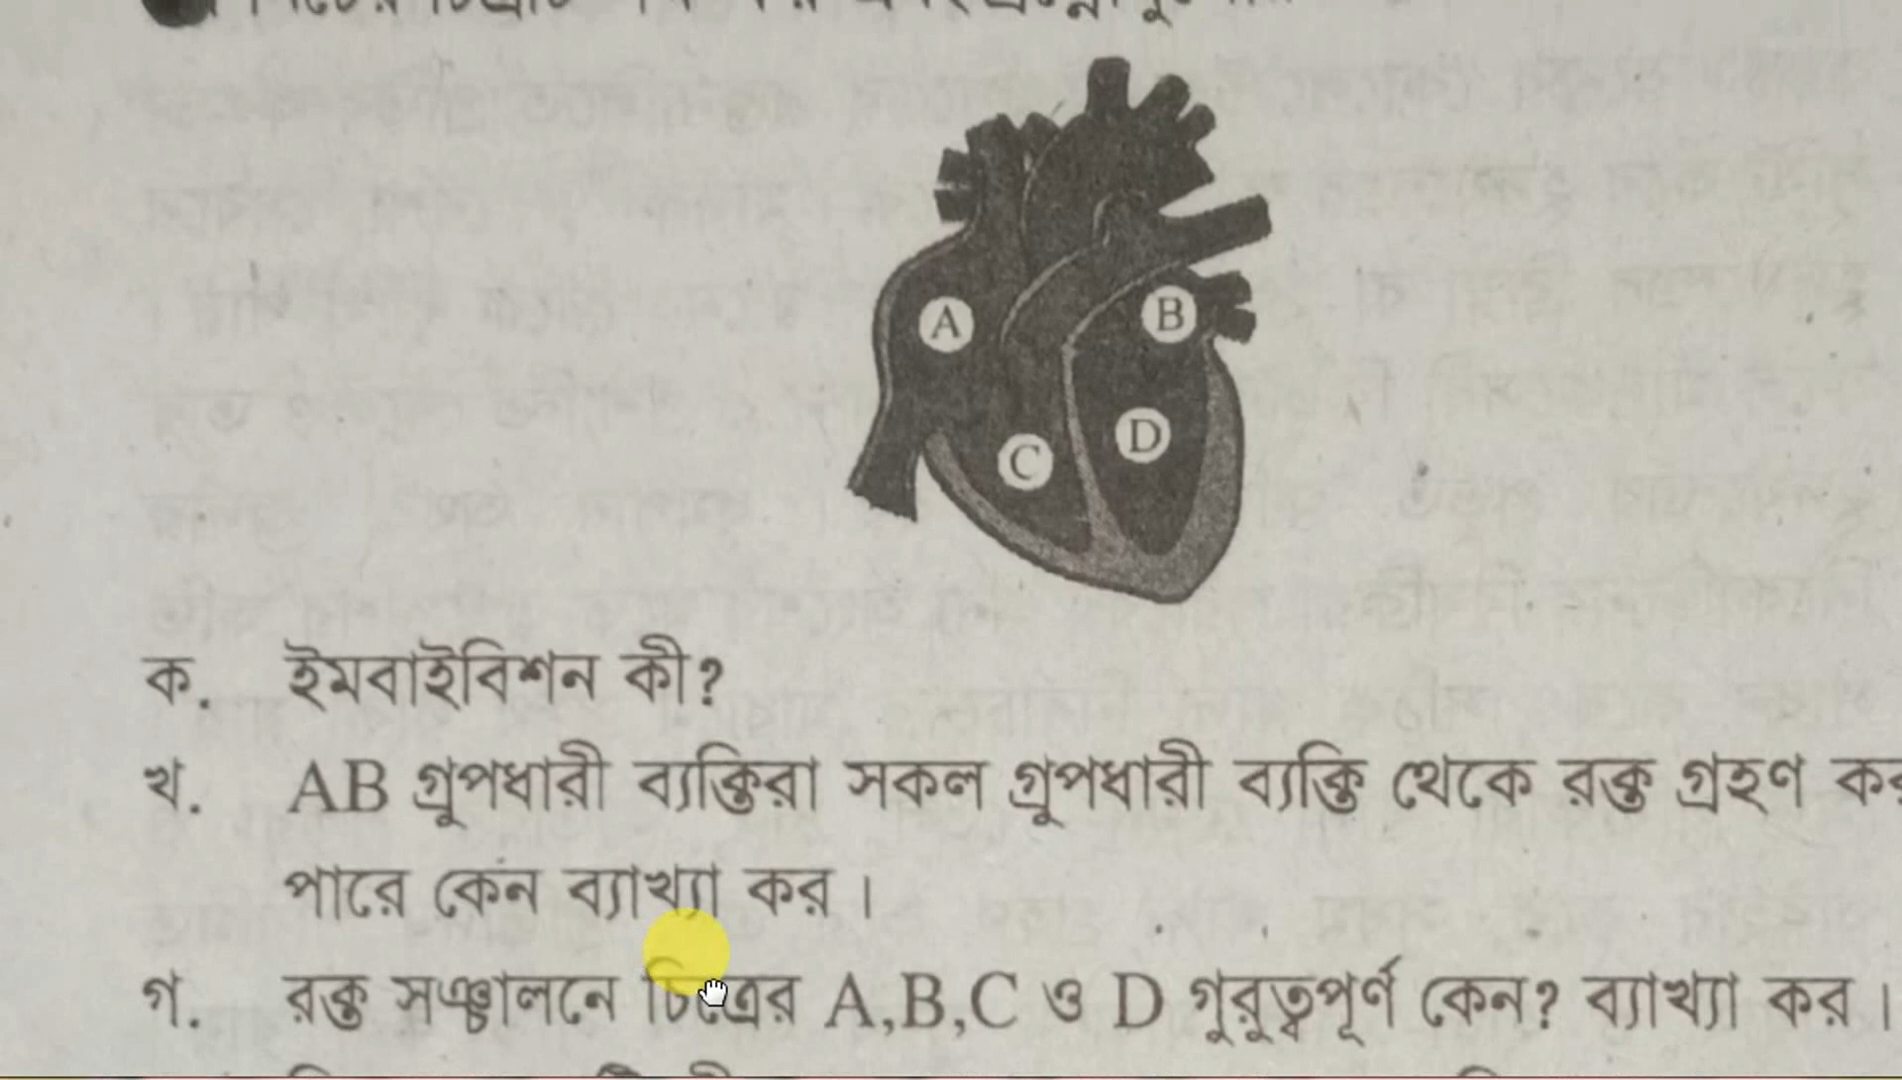 A
B
C
D
ক. ইমবাইবিশন কী?
খ. AB গ্রুপধারী ব্যক্তিরা সকল গ্রুপধারী ব্যক্তি থেকে রক্ত গ্রহণ
পারে কেন ব্যাখ্যা কর।
গ. রক্ত সঞ্চালনে চিত্রের A,B,C ও D গুরুত্বপূর্ণ কেন? ব্যাখ্যা কর।